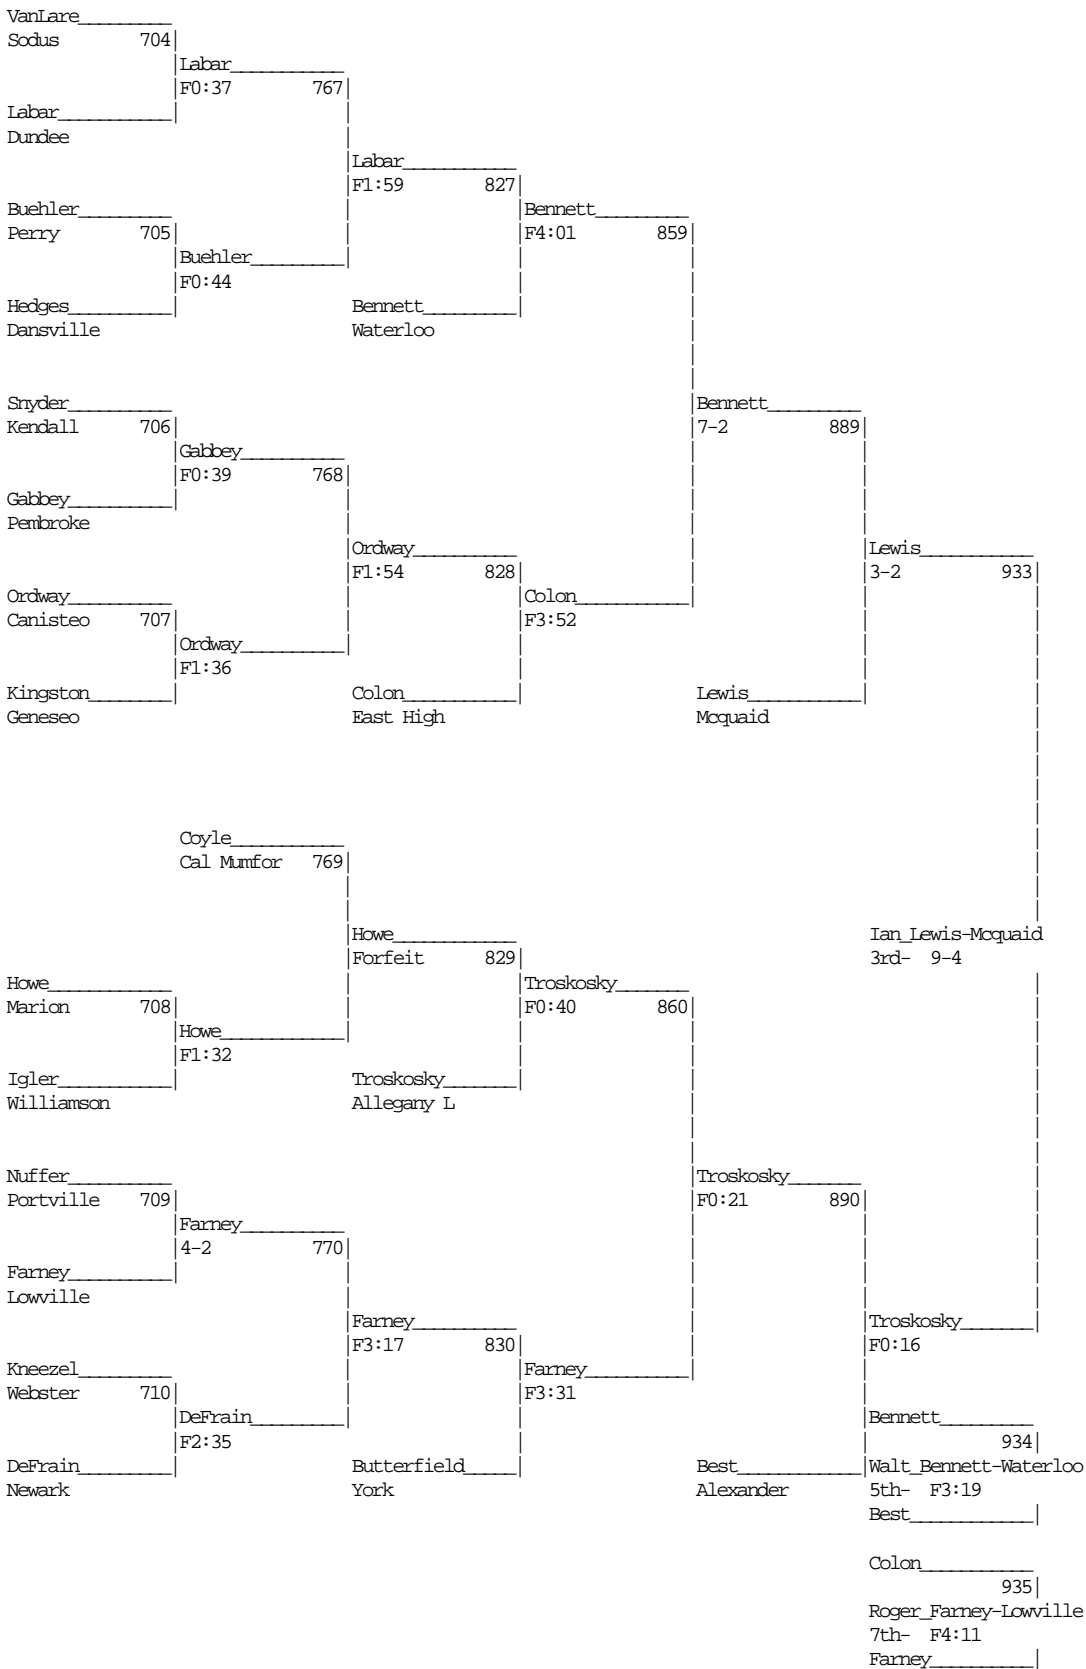 VanLare
Sodus 704
Labar
F0:37 767
Labar
Dundee
Labar
F1:59 827
Buehler Bennett
Perry 705 F4:01 859
Buehler
F0:44
Hedges Bennett
Dansville Waterloo
Snyder Bennett
Kendall 706 7-2 889
Gabbey
F0:39 768
Gabbey
Pembroke
Ordway Lewis
F1:54 828 3-2 933
Ordway Colon
Canisteo 707 F3:52
Ordway
F1:36
Kingston Colon Lewis
Geneseo East High Mcquaid
Coyle
Cal Mumfor 769
Howe Ian_Lewis-Mcquaid
Forfeit 829 3rd- 9-4
Howe Troskosky
Marion 708 F0:40 860
Howe
F1:32
Igler Troskosky
Williamson Allegany L
Nuffer Troskosky
Portville 709 F0:21 890
Farney
4-2 770
Farney
Lowville
Farney Troskosky
F3:17 830 F0:16
Kneezel Farney
Webster 710 F3:31
DeFrain Bennett
F2:35 934
DeFrain Butterfield Best Walt_Bennett-Waterloo
Newark York Alexander 5th- F3:19
Best
Colon
935
Roger_Farney-Lowville
7th- F4:11
Farney